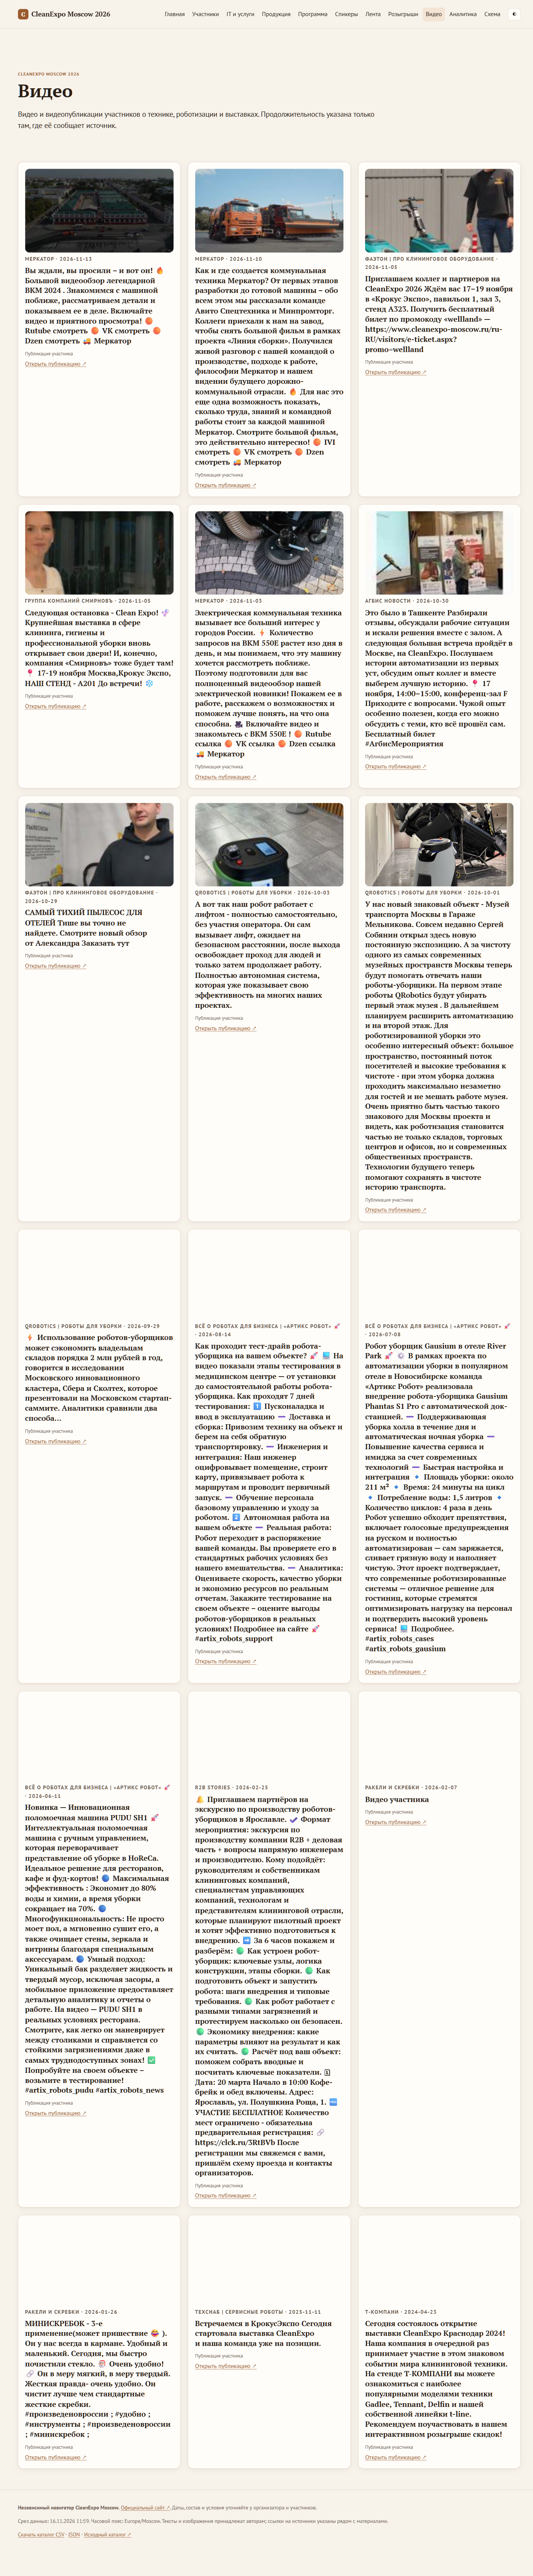 C CleanExpo Moscow 2026
Главная Участники IT и услуги Продукция Программа Спикеры Лента Розыгрыши Видео Аналитика Схема
CLEANEXPO MOSCOW 2026
Видео
Видео и видеопубликации участников о технике, роботизации и выставках. Продолжительность указана только
там, где её сообщает источник.
МЕРКАТОР · 2026-11-13
Вы ждали, вы просили – и вот он! 🔥
Большой видеообзор легендарной
ВКМ 2024 . Знакомимся с машиной
поближе, рассматриваем детали и
показываем ее в деле. Включайте
видео и приятного просмотра! 🔴
Rutube смотреть 🔴 VK смотреть 🔴
Dzen смотреть 🚚 Меркатор
Публикация участника
Открыть публикацию ↗
МЕРКАТОР · 2026-11-10
Как и где создается коммунальная
техника Меркатор? От первых этапов
разработки до готовой машины – обо
всем этом мы рассказали команде
Авито Спецтехника и Минпромторг.
Коллеги приехали к нам на завод,
чтобы снять большой фильм в рамках
проекта «Линия сборки». Получился
живой разговор с нашей командой о
производстве, подходе к работе,
философии Меркатор и нашем
видении будущего дорожно-
коммунальной отрасли. 🔥 Для нас это
еще одна возможность показать,
сколько труда, знаний и командной
работы стоит за каждой машиной
Меркатор. Смотрите большой фильм,
это действительно интересно! 🔴 IVI
смотреть 🔴 VK смотреть 🔴 Dzen
смотреть 🚚 Меркатор
Публикация участника
Открыть публикацию ↗
ФАЭТОН | ПРО КЛИНИНГОВОЕ ОБОРУДОВАНИЕ ·
2026-11-05
Приглашаем коллег и партнеров на
CleanExpo 2026 Ждём вас 17–19 ноября
в «Крокус Экспо», павильон 1, зал 3,
стенд A323. Получить бесплатный
билет по промокоду «wellland» —
https://www.cleanexpo-moscow.ru/ru-
RU/visitors/e-ticket.aspx?
promo=wellland
Публикация участника
Открыть публикацию ↗
ГРУППА КОМПАНИЙ СМИРНОВЪ · 2026-11-05
Следующая остановка - Clean Expo!
Крупнейшая выставка в сфере
клининга, гигиены и
профессиональной уборки вновь
открывает свои двери! И, конечно,
компания «Смирновъ» тоже будет там!
📍 17-19 ноября Москва,Крокус Экспо,
НАШ СТЕНД - А201 До встречи! ❄️
Публикация участника
Открыть публикацию ↗
МЕРКАТОР · 2026-11-03
Электрическая коммунальная техника
вызывает все больший интерес у
городов России. ⚡ Количество
запросов на ВКМ 550Е растет изо дня в
день, и мы понимаем, что эту машину
хочется рассмотреть поближе.
Поэтому подготовили для вас
полноценный видеообзор нашей
электрической новинки! Покажем ее в
работе, расскажем о возможностях и
поможем лучше понять, на что она
способна. 🎥 Включайте видео и
знакомьтесь с ВКМ 550Е ! 🔴 Rutube
ссылка 🔴 VK ссылка 🔴 Dzen ссылка
🚚 Меркатор
Публикация участника
Открыть публикацию ↗
АГБИС НОВОСТИ · 2026-10-30
Это было в Ташкенте Разбирали
отзывы, обсуждали рабочие ситуации
и искали решения вместе с залом. А
следующая большая встреча пройдёт в
Москве, на CleanExpo. Послушаем
истории автоматизации из первых
уст, обсудим опыт коллег и вместе
выберем лучшую историю. 📍 17
ноября, 14:00–15:00, конференц-зал F
Приходите с вопросами. Чужой опыт
особенно полезен, когда его можно
обсудить с теми, кто всё прошёл сам.
Бесплатный билет
#АгбисМероприятия
Публикация участника
Открыть публикацию ↗
ФАЭТОН | ПРО КЛИНИНГОВОЕ ОБОРУДОВАНИЕ ·
2026-10-29
САМЫЙ ТИХИЙ ПЫЛЕСОС ДЛЯ
ОТЕЛЕЙ Тише вы точно не
найдете. Смотрите новый обзор
от Александра Заказать тут
Публикация участника
Открыть публикацию ↗
QROBOTICS | РОБОТЫ ДЛЯ УБОРКИ · 2026-10-03
А вот так наш робот работает с
лифтом - полностью самостоятельно,
без участия оператора. Он сам
вызывает лифт, ожидает на
безопасном расстоянии, после выхода
освобождает проход для людей и
только затем продолжает работу.
Полностью автономная система,
которая уже показывает свою
эффективность на многих наших
проектах.
Публикация участника
Открыть публикацию ↗
QROBOTICS | РОБОТЫ ДЛЯ УБОРКИ · 2026-10-01
У нас новый знаковый объект - Музей
транспорта Москвы в Гараже
Мельникова. Совсем недавно Сергей
Собянин открыл здесь новую
постоянную экспозицию. А за чистоту
одного из самых современных
музейных пространств Москвы теперь
будут помогать отвечать наши
роботы-уборщики. На первом этапе
роботы QRobotics будут убирать
первый этаж музея . В дальнейшем
планируем расширить автоматизацию
и на второй этаж. Для
роботизированной уборки это
особенно интересный объект: большое
пространство, постоянный поток
посетителей и высокие требования к
чистоте - при этом уборка должна
проходить максимально незаметно
для гостей и не мешать работе музея.
Очень приятно быть частью такого
знакового для Москвы проекта и
видеть, как роботизация становится
частью не только складов, торговых
центров и офисов, но и современных
общественных пространств.
Технологии будущего теперь
помогают сохранять в чистоте
историю транспорта.
Публикация участника
Открыть публикацию ↗
QROBOTICS | РОБОТЫ ДЛЯ УБОРКИ · 2026-09-29
⚡ Использование роботов-уборщиков
может сэкономить владельцам
складов порядка 2 млн рублей в год,
говорится в исследовании
Московского инновационного
кластера, Сбера и Сколтех, которое
презентовали на Московском стартап-
саммите. Аналитики сравнили два
способа…
Публикация участника
Открыть публикацию ↗
ВСЁ О РОБОТАХ ДЛЯ БИЗНЕСА | «АРТИКС РОБОТ» 🚀
· 2026-08-14
Как проходит тест-драйв робота-
уборщика на вашем объекте? 🚀 На
видео показали этапы тестирования в
медицинском центре — от установки
до самостоятельной работы робота-
уборщика. Как проходят 7 дней
тестирования: 1️⃣ Пусконаладка и
ввод в эксплуатацию ➖ Доставка и
сборка: Привозим технику на объект и
берем на себя обратную
транспортировку. ➖ Инженерия и
интеграция: Наш инженер
оцифровывает помещение, строит
карту, привязывает робота к
маршрутам и проводит первичный
запуск. ➖ Обучение персонала
базовому управлению и уходу за
роботом. 2️⃣ Автономная работа на
вашем объекте ➖ Реальная работа:
Робот переходит в распоряжение
вашей команды. Вы проверяете его в
стандартных рабочих условиях без
нашего вмешательства. ➖ Аналитика:
Оцениваете скорость, качество уборки
и экономию ресурсов по реальным
отчетам. Закажите тестирование на
своем объекте – оцените выгоды
роботов-уборщиков в реальных
условиях! Подробнее на сайте 🚀
#artix_robots_support
Публикация участника
Открыть публикацию ↗
ВСЁ О РОБОТАХ ДЛЯ БИЗНЕСА | «АРТИКС РОБОТ» 🚀
· 2026-07-08
Робот уборщик Gausium в отеле River
Park 🚀 В рамках проекта по
автоматизации уборки в популярном
отеле в Новосибирске команда
«Артикс Робот» реализовала
внедрение робота-уборщика Gausium
Phantas S1 Pro с автоматической док-
станцией. ➖ Поддерживающая
уборка холла в течение дня и
автоматическая ночная уборка ➖
Повышение качества сервиса и
имиджа за счет современных
технологий ➖ Быстрая настройка и
интеграция 🔹 Площадь уборки: около
211 м² 🔹 Время: 24 минуты на цикл
🔹 Потребление воды: 1,5 литров 🔹
Количество циклов: 4 раза в день
Робот успешно обходит препятствия,
включает голосовые предупреждения
на русском и полностью
автоматизирован — сам заряжается,
сливает грязную воду и наполняет
чистую. Этот проект подтверждает,
что современные роботизированные
системы — отличное решение для
гостиниц, которые стремятся
оптимизировать нагрузку на персонал
и подтвердить высокий уровень
сервиса! Подробнее.
#artix_robots_cases
#artix_robots_gausium
Публикация участника
Открыть публикацию ↗
ВСЁ О РОБОТАХ ДЛЯ БИЗНЕСА | «АРТИКС РОБОТ» 🚀
· 2026-06-11
Новинка — Инновационная
поломоечная машина PUDU SH1 🚀
Интеллектуальная поломоечная
машина с ручным управлением,
которая переворачивает
представление об уборке в HoReCa.
Идеальное решение для ресторанов,
кафе и фуд-кортов! 🔵 Максимальная
эффективность : Экономит до 80%
воды и химии, а время уборки
сокращает на 70%. 🔵
Многофункциональность: Не просто
моет пол, а мгновенно сушит его, а
также очищает стены, зеркала и
витрины благодаря специальным
аксессуарам. 🔵 Умный подход:
Уникальный бак разделяет жидкость и
твердый мусор, исключая засоры, а
мобильное приложение предоставляет
детальную аналитику и отчеты о
работе. На видео — PUDU SH1 в
реальных условиях ресторана.
Смотрите, как легко он маневрирует
между столиками и справляется со
стойкими загрязнениями даже в
самых труднодоступных зонах! ✅
Попробуйте на своем объекте –
возьмите в тестирование!
#artix_robots_pudu #artix_robots_news
Публикация участника
Открыть публикацию ↗
R2B STORIES · 2026-02-25
Приглашаем партнёров на
экскурсию по производству роботов-
уборщиков в Ярославле. Формат
мероприятия: экскурсия по
производству компании R2B + деловая
часть + вопросы напрямую инженерам
и производителю. Кому подойдёт:
руководителям и собственникам
клининговых компаний,
специалистам управляющих
компаний, технологам и
представителям клининговой отрасли,
которые планируют пилотный проект
и хотят эффективно подготовиться к
внедрению. ➡️ За 6 часов покажем и
разберём: 🟢 Как устроен робот-
уборщик: ключевые узлы, логика
конструкции, этапы сборки. 🟢 Как
подготовить объект и запустить
робота: шаги внедрения и типовые
требования. 🟢 Как робот работает с
разными типами загрязнений и
протестируем насколько он безопасен.
🟢 Экономику внедрения: какие
параметры влияют на результат и как
их считать. 🟢 Расчёт под ваш объект:
поможем собрать вводные и
посчитать ключевые показатели. 🗓
Дата: 20 марта Начало в 10:00 Кофе-
брейк и обед включены. Адрес:
Ярославль, ул. Полушкина Роща, 1.
УЧАСТИЕ БЕСПЛАТНОЕ Количество
мест ограничено - обязательна
предварительная регистрация: 🔗
https://clck.ru/3RtBVb После
регистрации мы свяжемся с вами,
пришлём схему проезда и контакты
организаторов.
Публикация участника
Открыть публикацию ↗
РАКЕЛИ И СКРЕБКИ · 2026-02-07
Видео участника
Публикация участника
Открыть публикацию ↗
РАКЕЛИ И СКРЕБКИ · 2026-01-26
МИНИСКРЕБОК - 3-е
применение(может пришествие ).
Он у нас всегда в кармане. Удобный и
маленький. Сегодня, мы быстро
почистили стекло. Очень удобно!
🔗 Он в меру мягкий, в меру твердый.
Жесткая правда- очень удобно. Он
чистит лучше чем стандартные
жесткие скребки.
#произведеновроссии ; #удобно ;
#инструменты ; #произведеновроссии
; #минискребок ;
Публикация участника
Открыть публикацию ↗
ТЕХСНАБ | СЕРВИСНЫЕ РОБОТЫ · 2025-11-11
Встречаемся в КрокусЭкспо Сегодня
стартовала выставка CleanExpo
и наша команда уже на позиции.
Публикация участника
Открыть публикацию ↗
Т-КОМПАНИ · 2024-04-23
Сегодня состоялось открытие
выставки CleanExpo Краснодар 2024!
Наша компания в очередной раз
принимает участие в этом знаковом
событии мира клининговой техники.
На стенде Т-КОМПАНИ вы можете
ознакомиться с наиболее
популярными моделями техники
Gadlee, Tennant, Delfin и нашей
собственной линейки t-line.
Рекомендуем поучаствовать в нашем
интерактивном розыгрыше скидок!
Публикация участника
Открыть публикацию ↗
Независимый навигатор CleanExpo Moscow. Официальный сайт ↗. Даты, состав и условия уточняйте у организатора и участников.
Срез данных: 16.11.2026 11:59. Часовой пояс: Europe/Moscow. Тексты и изображения принадлежат авторам; ссылки на источники указаны рядом с материалами.
Скачать каталог CSV · JSON · Исходный каталог ↗